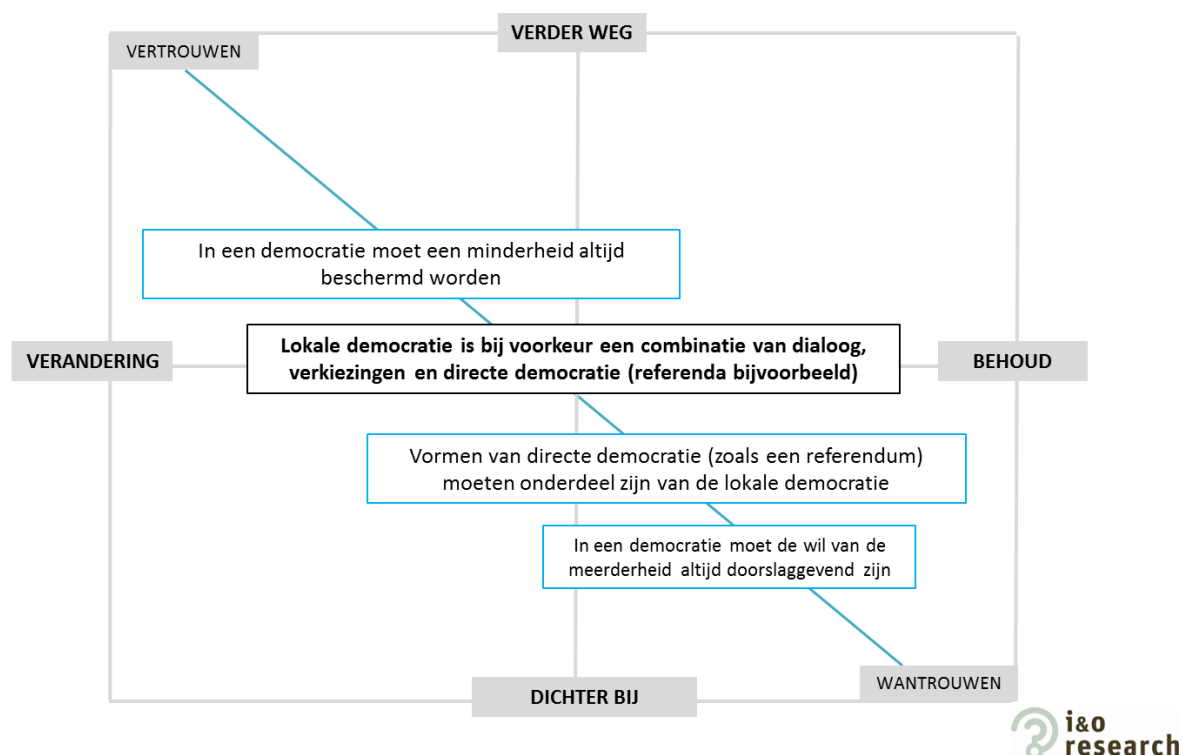 VERDER WEG
VERTROUWEN
In een democratie moet een minderheid altijd
beschermd worden
VERANDERING
Lokale democratie is bij voorkeur een combinatie van dialoog,
verkiezingen en directe democratie (referenda bijvoorbeeld)
BEHOUD
Vormen van directe democratie (zoals een referendum)
moeten onderdeel zijn van de lokale democratie
In een democratie moet de wil van de
meerderheid altijd doorslaggevend zijn
WANTROUWEN
DICHTER BIJ
i&o
research